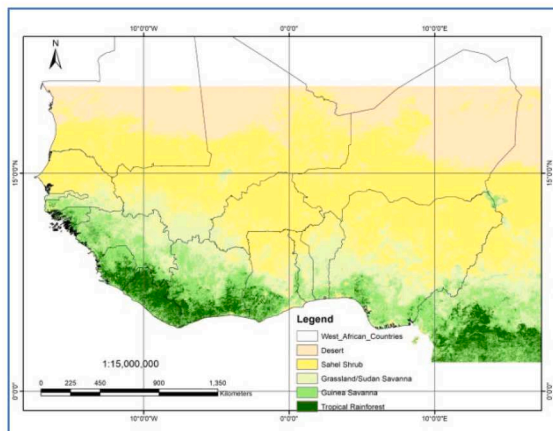 10°0'0"W 0°0'0" 10°0'0"E
N
15°0'0"N 15°0'0"N
Legend
West_African_Countries
Desert
Sahel Shrub
Grassland/Sudan Savanna
Guinea Savanna
Tropical Rainforest
1:15,000,000
0 225 450 900 1,350
Kilometers
0°0'0" 0°0'0"
10°0'0"W 0°0'0" 10°0'0"E